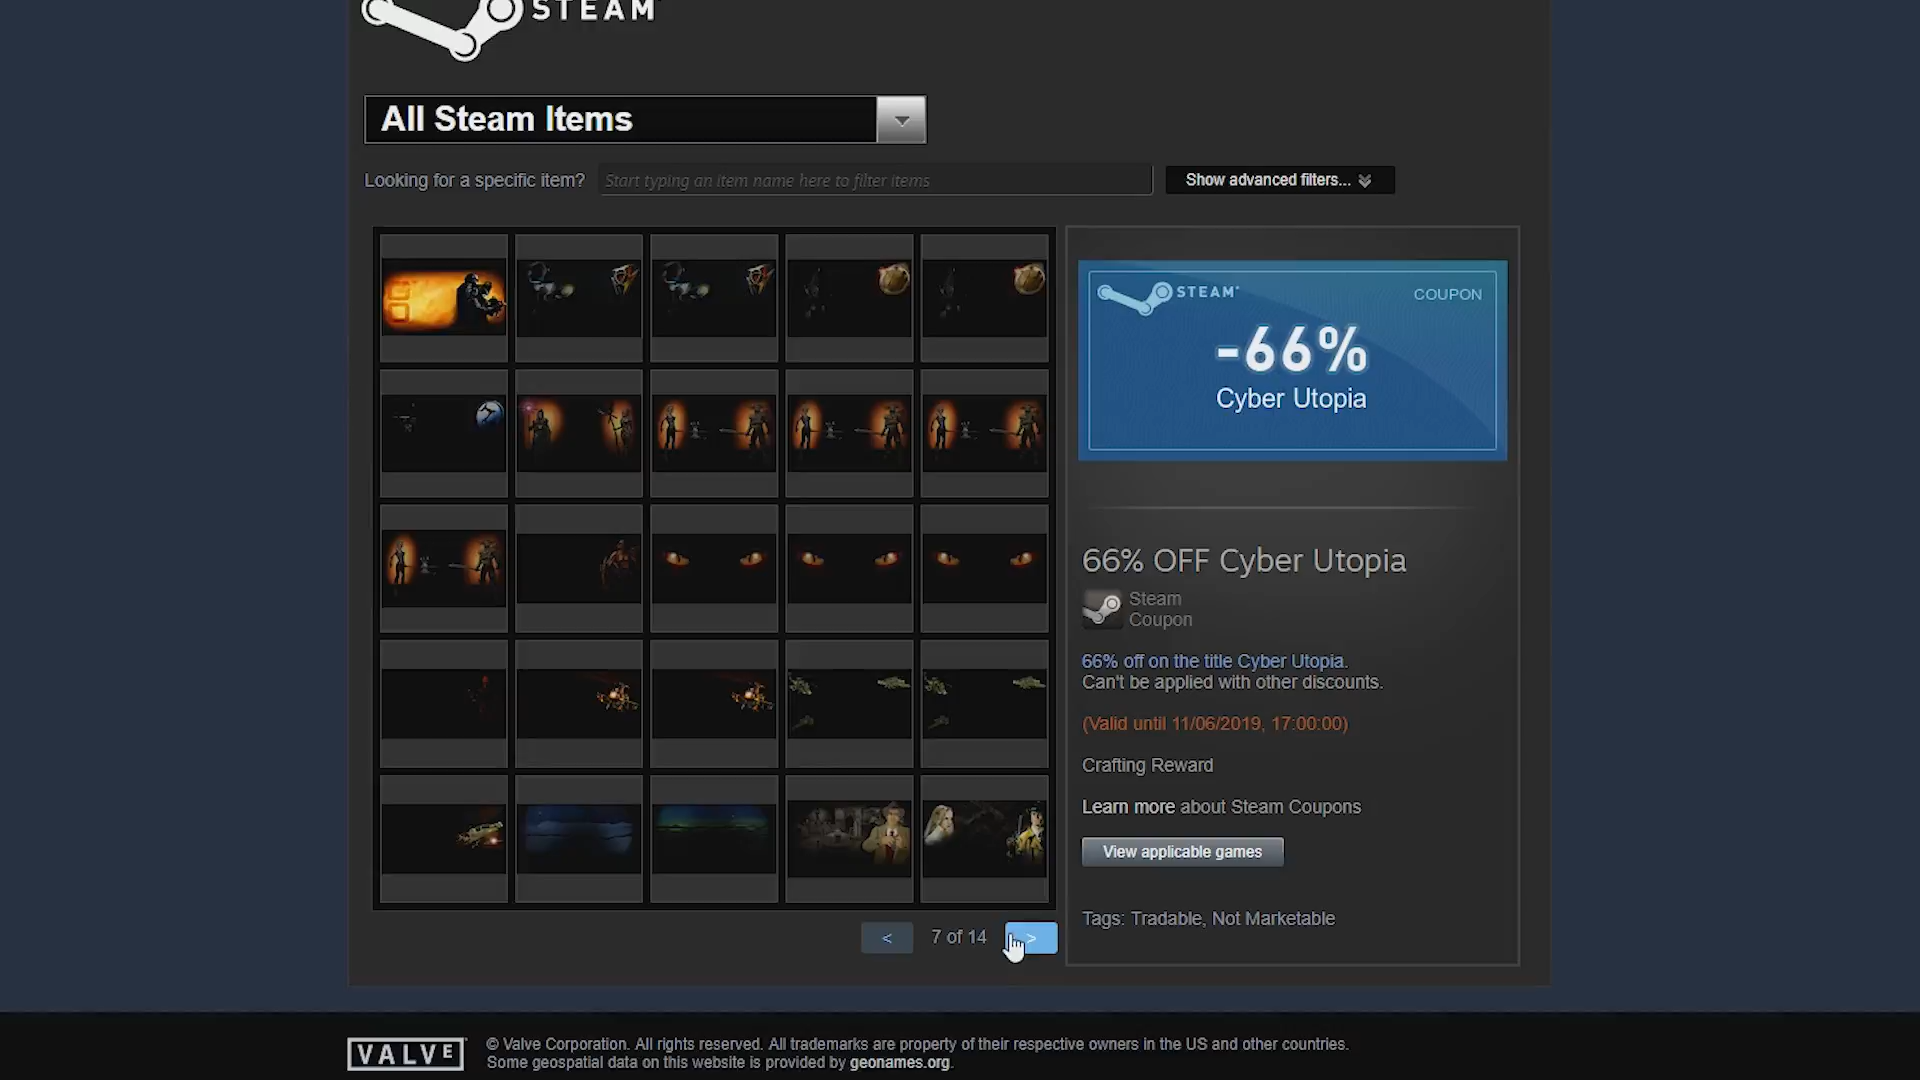 STEAM
All Steam Items
Looking for a specific item? Start typing an item name here to filter items Show advanced filters...
STEAM COUPON
-66%
Cyber Utopia
66% OFF Cyber Utopia
Steam
Coupon
66% off on the title Cyber Utopia.
Can't be applied with other discounts.
(Valid until 11/06/2019, 17:00:00)
Crafting Reward
Learn more about Steam Coupons
View applicable games
Tags: Tradable, Not Marketable
< 7 of 14 >
VALVE
© Valve Corporation. All rights reserved. All trademarks are property of their respective owners in the US and other countries.
Some geospatial data on this website is provided by geonames.org.